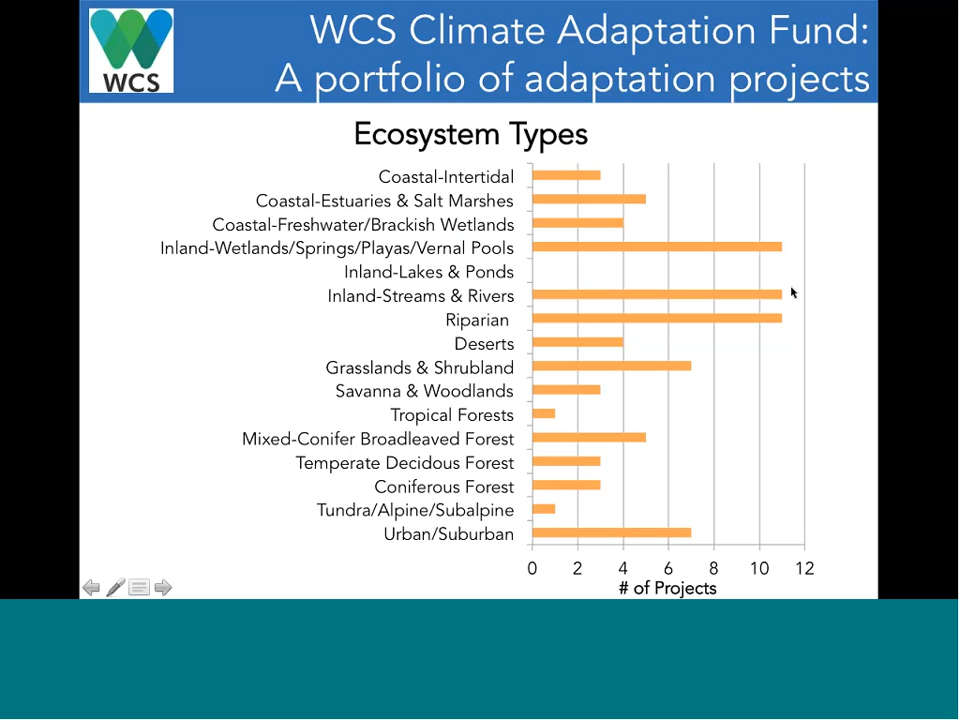 WCS
WCS Climate Adaptation Fund:
A portfolio of adaptation projects
Ecosystem Types
Coastal-Intertidal
Coastal-Estuaries & Salt Marshes
Coastal-Freshwater/Brackish Wetlands
Inland-Wetlands/Springs/Playas/Vernal Pools
Inland-Lakes & Ponds
Inland-Streams & Rivers
Riparian
Deserts
Grasslands & Shrubland
Savanna & Woodlands
Tropical Forests
Mixed-Conifer Broadleaved Forest
Temperate Decidous Forest
Coniferous Forest
Tundra/Alpine/Subalpine
Urban/Suburban
0 2 4 6 8 10 12
# of Projects